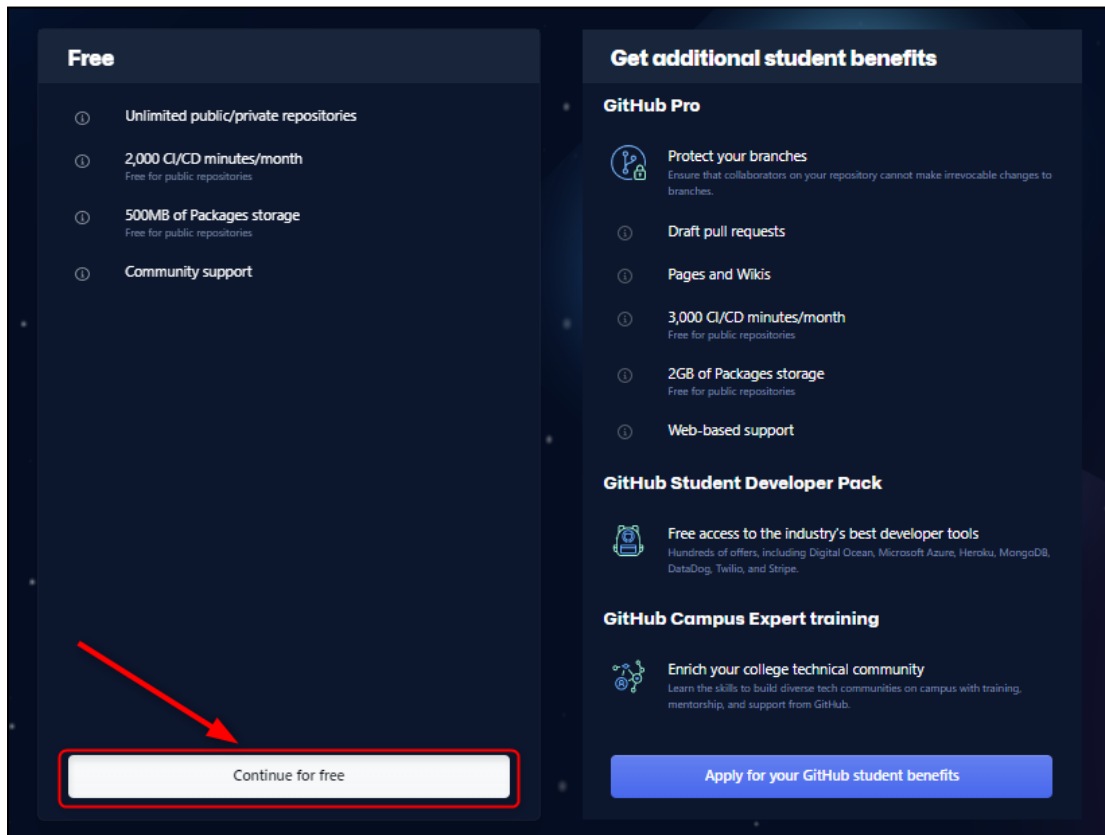 Free
Unlimited public/private repositories
2,000 CI/CD minutes/month
Free for public repositories
500MB of Packages storage
Free for public repositories
Community support
Continue for free
Get additional student benefits
GitHub Pro
Protect your branches
Ensure that collaborators on your repository cannot make irrevocable changes to
branches.
Draft pull requests
Pages and Wikis
3,000 CI/CD minutes/month
Free for public repositories
2GB of Packages storage
Free for public repositories
Web-based support
GitHub Student Developer Pack
Free access to the industry's best developer tools
Hundreds of offers, including Digital Ocean, Microsoft Azure, Heroku, MongoDB,
DataDog, Twilio, and Stripe.
GitHub Campus Expert training
Enrich your college technical community
Learn the skills to build diverse tech communities on campus with training,
mentorship, and support from GitHub.
Apply for your GitHub student benefits